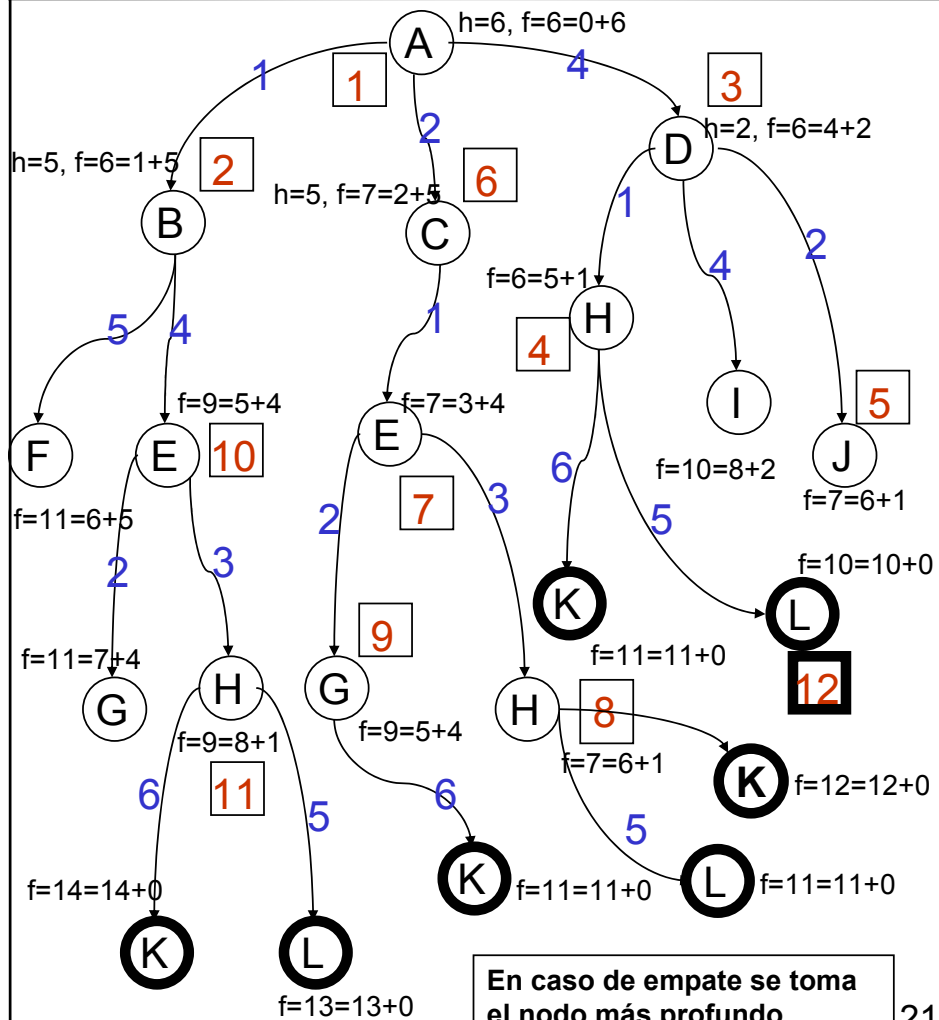 h=6, f=6=0+6
A
1
4
1
3
2
h=2, f=6=4+2
D
h=5, f=6=1+5
2
h=5, f=7=2+5
6
B
C
1
4
2
f=6=5+1
H
4
5
4
1
I
5
f=9=5+4
f=7=3+4
F
E
10
E
J
f=10=8+2
f=7=6+1
6
7
3
5
f=11=6+5
2
2
3
f=10=10+0
K
L
9
f=11=11+0
12
f=11=7+4
G
H
G
H
8
f=9=5+4
f=9=8+1
f=7=6+1
11
K
f=12=12+0
6
5
6
5
f=14=14+0
K
f=11=11+0
L
f=11=11+0
K
L
f=13=13+0
En caso de empate se toma
el nodo más profundo
21